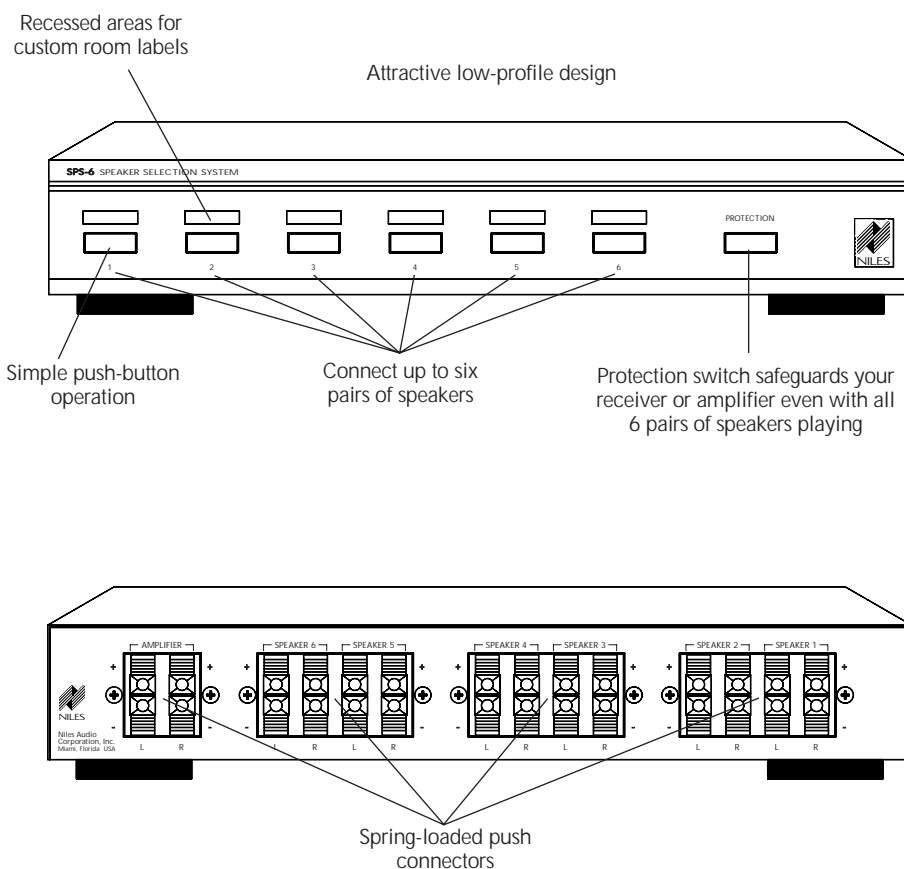 Recessed areas for
custom room labels
Attractive low-profile design
SPS-6 SPEAKER SELECTION SYSTEM
PROTECTION
NILES
1 2 3 4 5 6
Simple push-button
operation
Connect up to six
pairs of speakers
Protection switch safeguards your
receiver or amplifier even with all
6 pairs of speakers playing
AMPLIFIER SPEAKER 6 SPEAKER 5 SPEAKER 4 SPEAKER 3 SPEAKER 2 SPEAKER 1
+ + + + + + + +
NILES
- - - - - - - -
Niles Audio
Corporation, Inc.
Miami, Florida USA
L R L R L R L R L R L R L R
Spring-loaded push
connectors